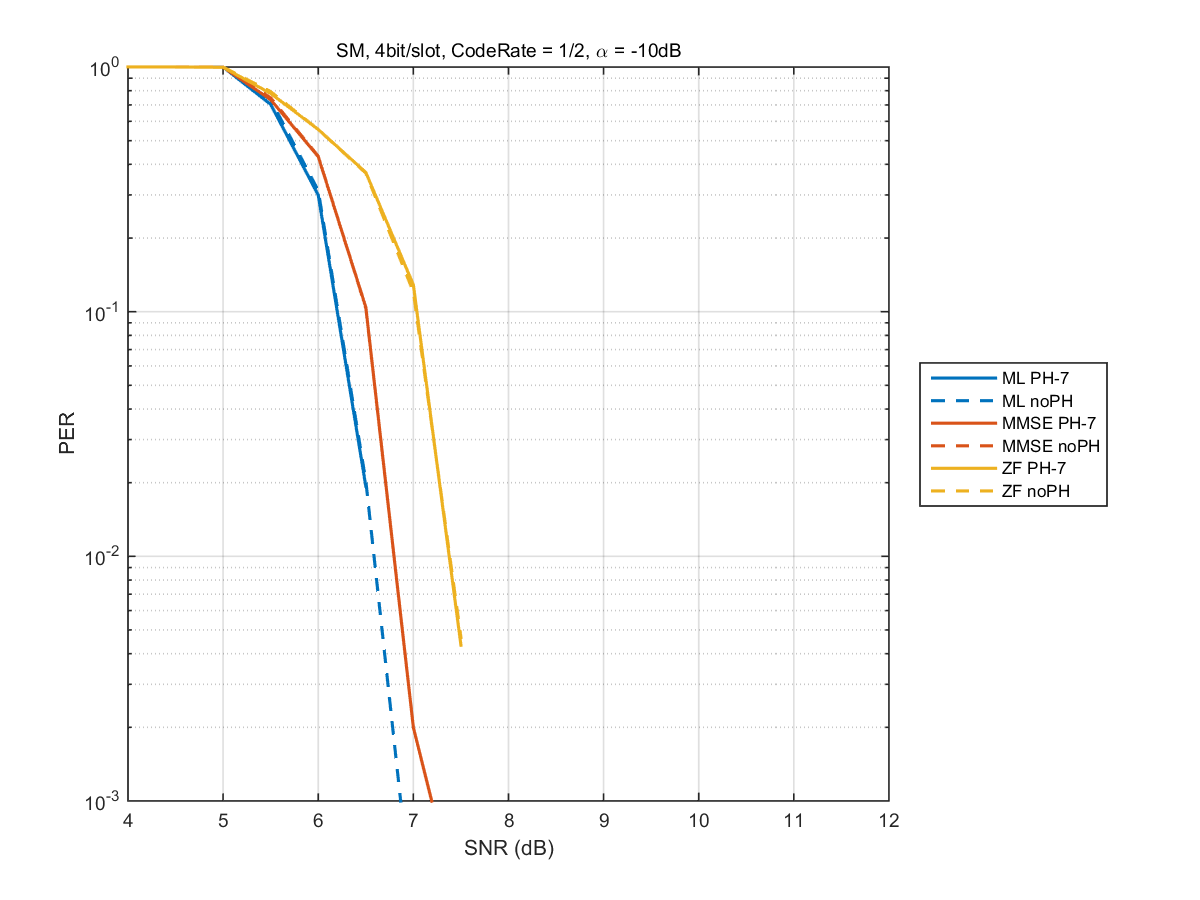 SM, 4bit/slot, CodeRate = 1/2, α = -10dB
10^0
10^-1
10^-2
10^-3
PER
4 5 6 7 8 9 10 11 12
SNR (dB)
ML PH-7
ML noPH
MMSE PH-7
MMSE noPH
ZF PH-7
ZF noPH